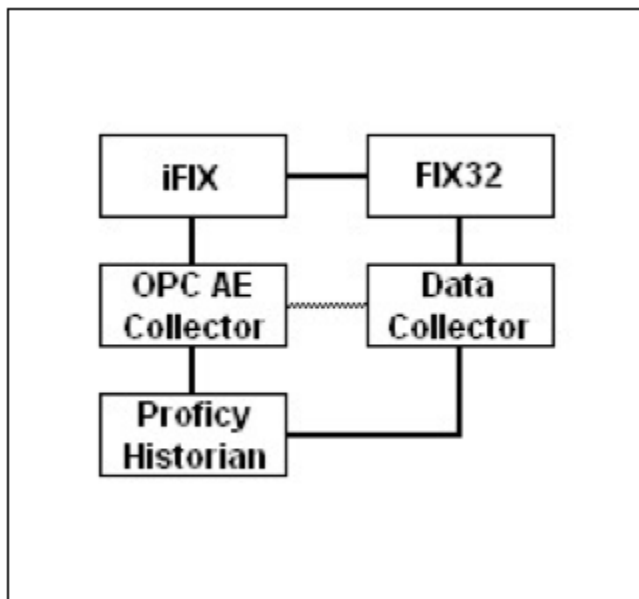 iFIX
FIX32
OPC AE
Collector
Data
Collector
Proficy
Historian